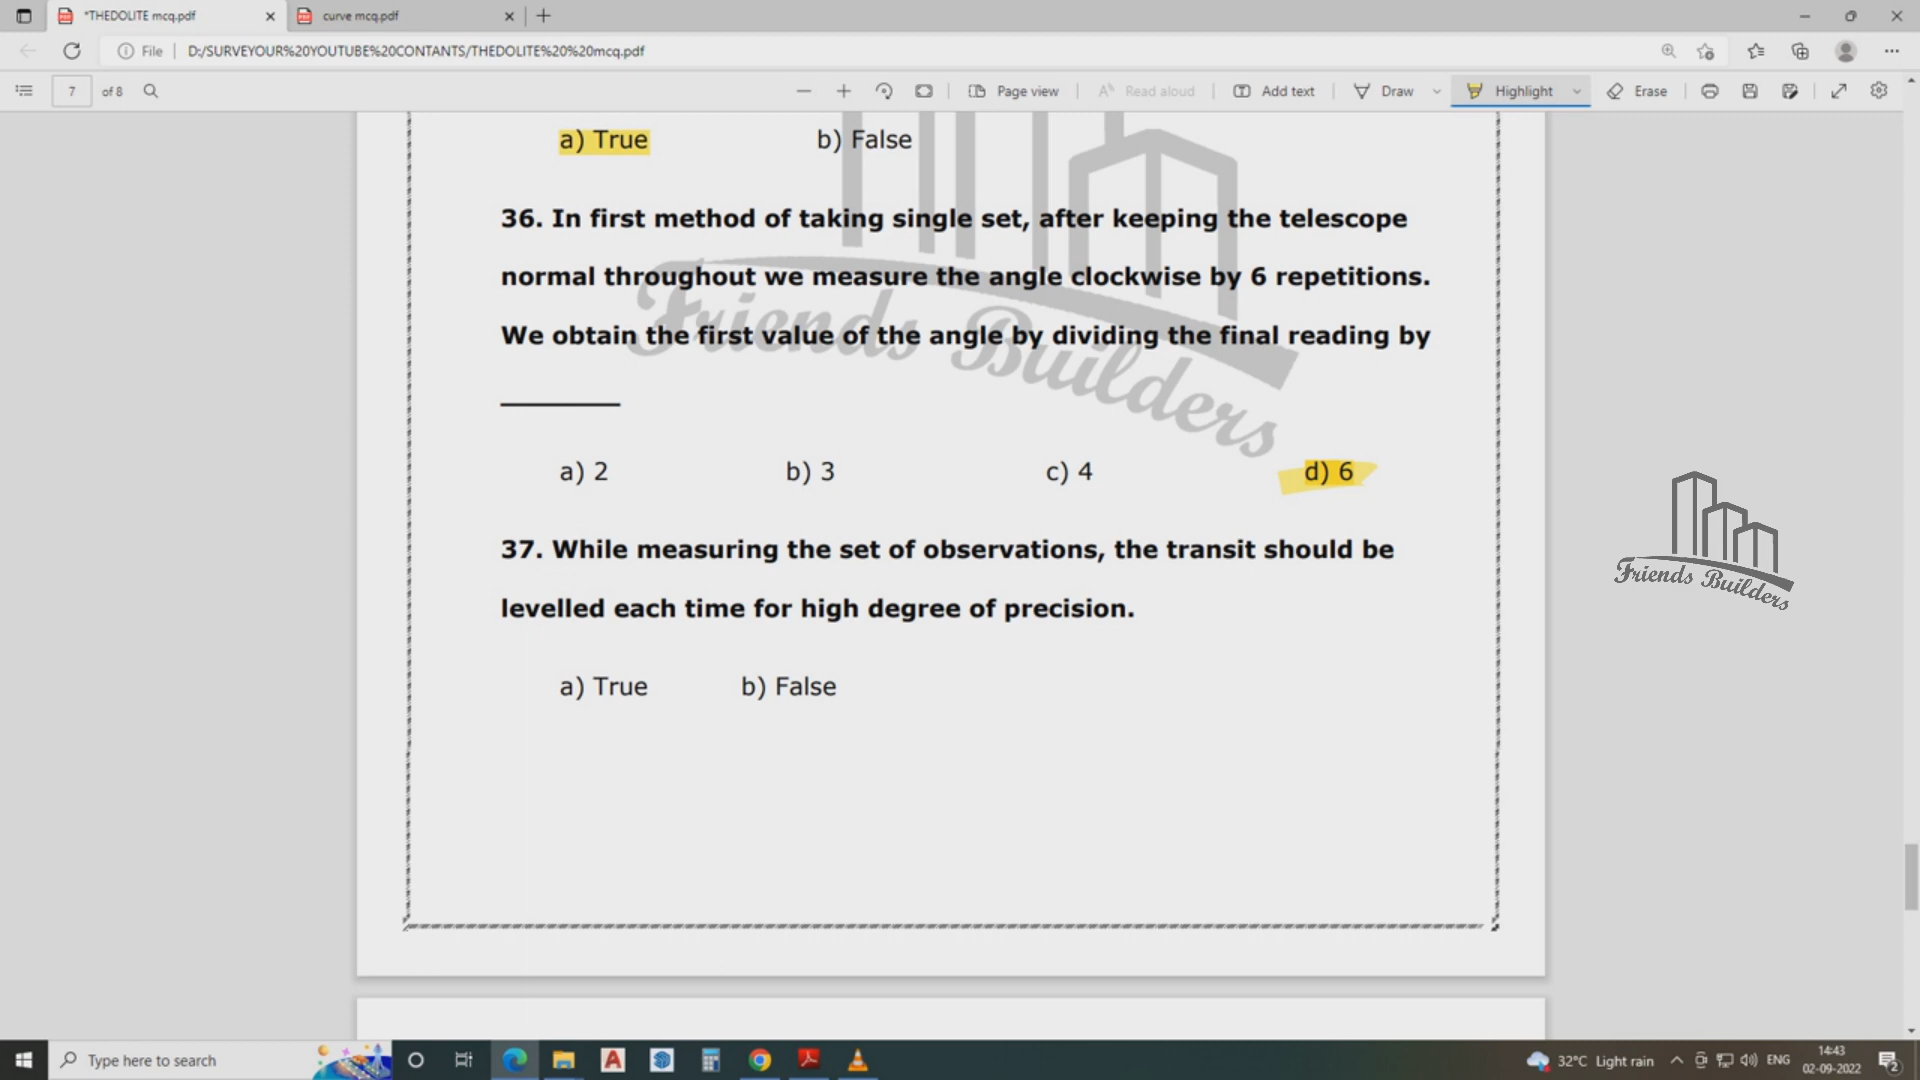 *THEDOLITE mcq.pdf
curve mcq.pdf
File
D:/SURVEYOUR%20YOUTUBE%20CONTANTS/THEDOLITE%20%20mcq.pdf
7 of 8
Page view
Read aloud
Add text
Draw
Highlight
Erase
a) True b) False
36. In first method of taking single set, after keeping the telescope
normal throughout we measure the angle clockwise by 6 repetitions.
We obtain the first value of the angle by dividing the final reading by
__________
a) 2 b) 3 c) 4 d) 6
37. While measuring the set of observations, the transit should be
levelled each time for high degree of precision.
a) True b) False
Friends Builders
Friends Builders
Type here to search
32°C Light rain
ENG
14:43
02-09-2022
2